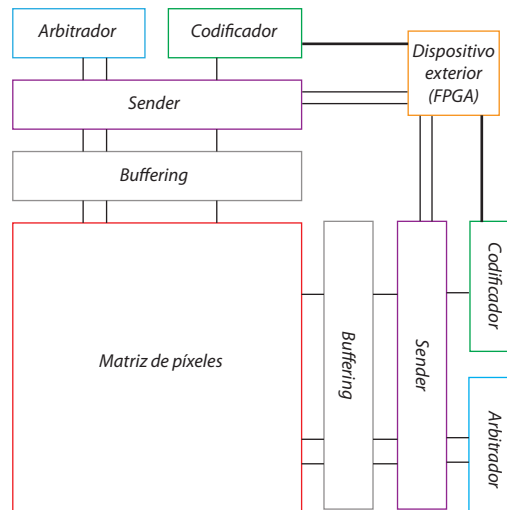 Arbitrador
Codificador
Dispositivo
exterior
(FPGA)
Sender
Buffering
Matriz de píxeles
Buffering
Sender
Codificador
Arbitrador